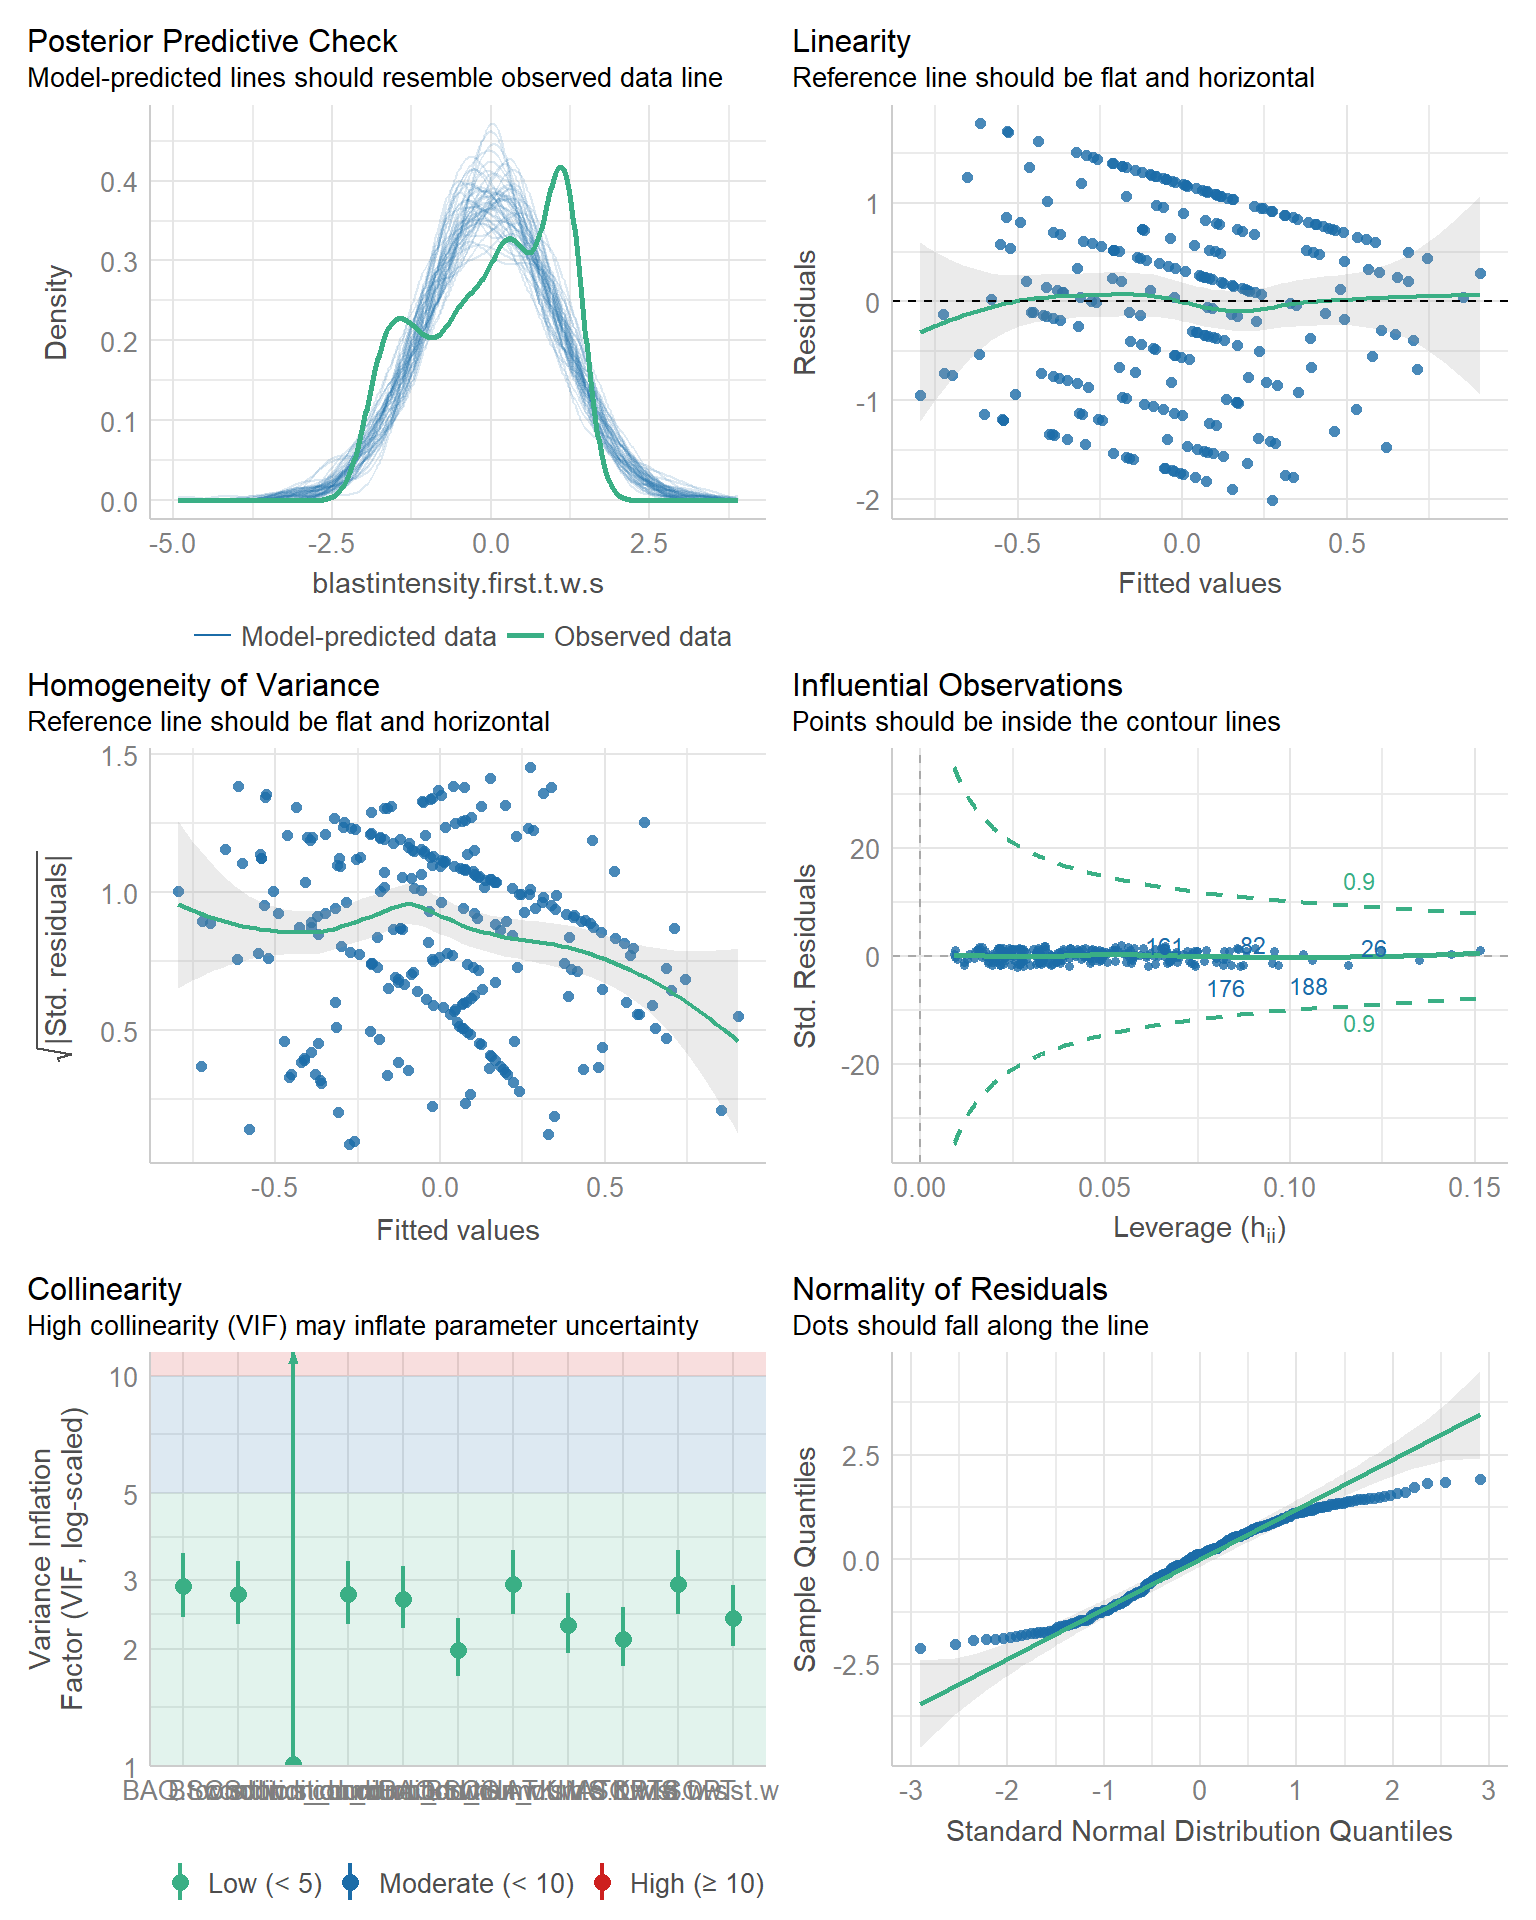 Posterior Predictive Check
Model-predicted lines should resemble observed data line
Density
0.4
0.3
0.2
0.1
0.0
-5.0 -2.5 0.0 2.5
blastintensity.first.t.w.s
Model-predicted data Observed data
Linearity
Reference line should be flat and horizontal
Residuals
1
0
-1
-2
-0.5 0.0 0.5
Fitted values
Homogeneity of Variance
Reference line should be flat and horizontal
√|Std. residuals|
1.5
1.0
0.5
-0.5 0.0 0.5
Fitted values
Influential Observations
Points should be inside the contour lines
Std. Residuals
20
0
-20
0.9
161 82 26
176 188
0.9
0.00 0.05 0.10 0.15
Leverage (hii)
Collinearity
High collinearity (VIF) may inflate parameter uncertainty
Variance Inflation
Factor (VIF, log-scaled)
10
5
3
2
1
Low (< 5) Moderate (< 10) High (≥ 10)
Normality of Residuals
Dots should fall along the line
Sample Quantiles
2.5
0.0
-2.5
-3 -2 -1 0 1 2 3
Standard Normal Distribution Quantiles